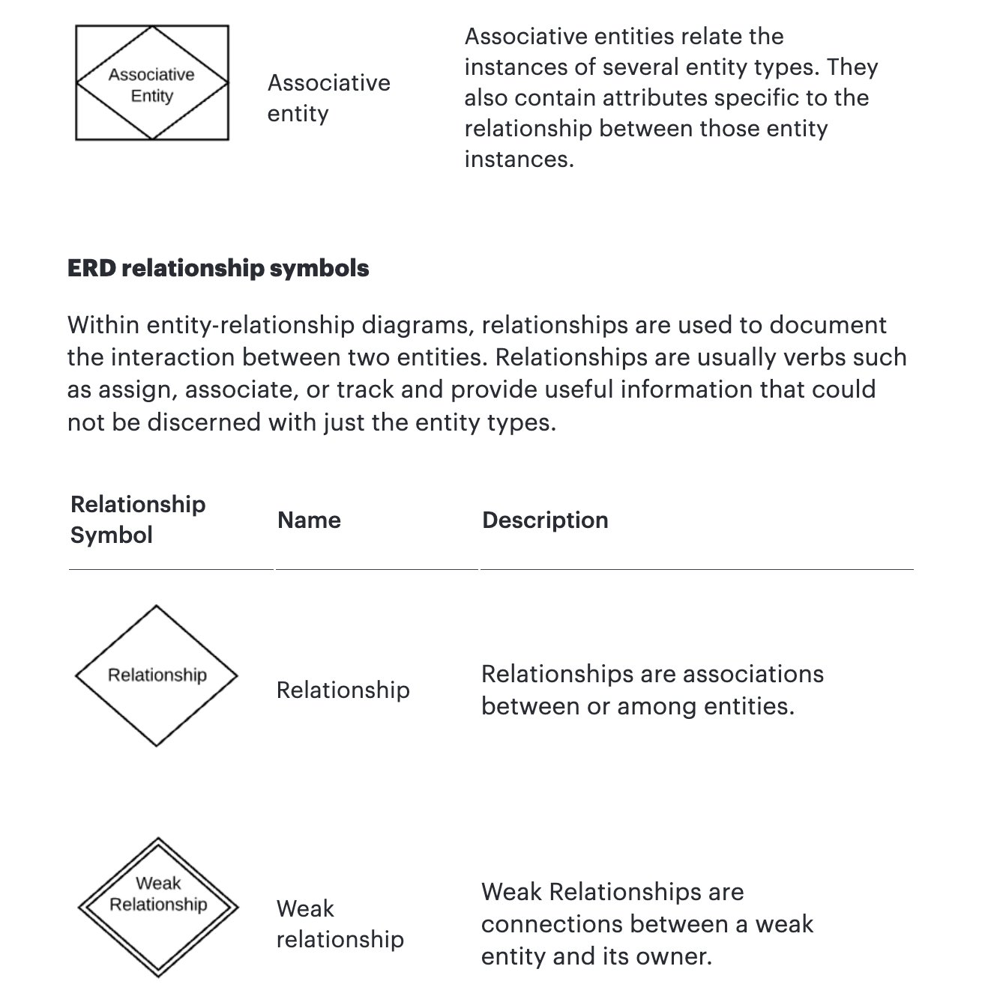 Associative
Entity
Associative
entity
Associative entities relate the
instances of several entity types. They
also contain attributes specific to the
relationship between those entity
instances.
ERD relationship symbols
Within entity-relationship diagrams, relationships are used to document
the interaction between two entities. Relationships are usually verbs such
as assign, associate, or track and provide useful information that could
not be discerned with just the entity types.
Relationship
Symbol
Name
Description
Relationship
Relationship
Relationships are associations
between or among entities.
Weak
Relationship
Weak
relationship
Weak Relationships are
connections between a weak
entity and its owner.